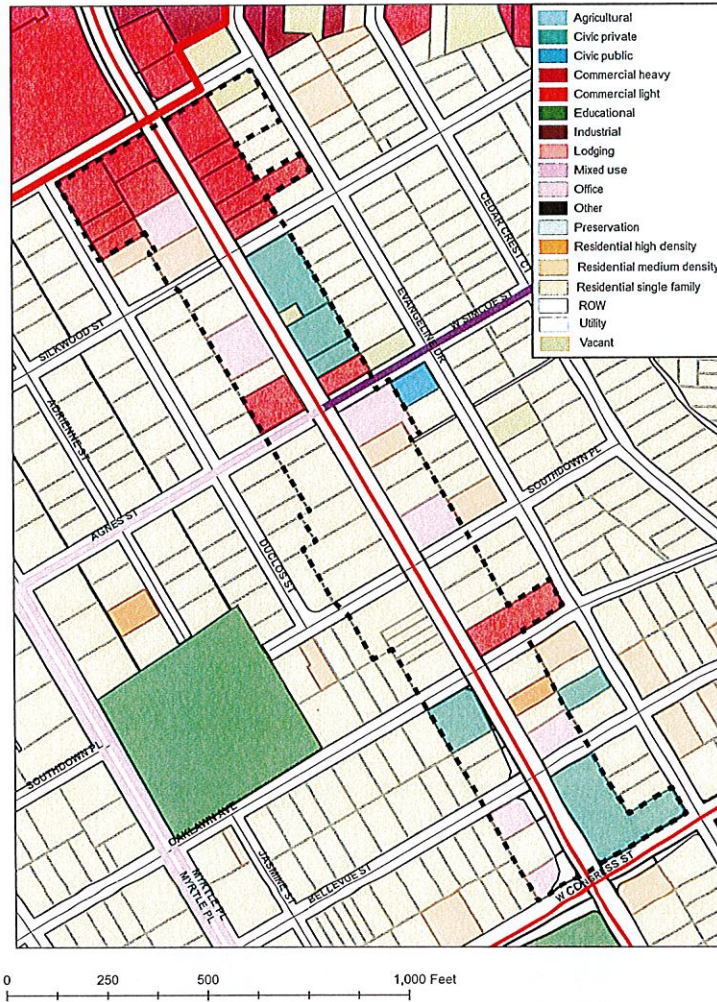 Agricultural
Civic private
Civic public
Commercial heavy
Commercial light
Educational
Industrial
Lodging
Mixed use
Office
Other
Preservation
Residential high density
Residential medium density
Residential single family
ROW
Utility
Vacant
CEDAR CREST CT
EVANGELINE DR
W SIMCOE ST
SILKWOOD ST
ADRIENNE ST
AGNES ST
DUCLOS ST
SOUTHDOWN PL
SOUTHDOWN PL
OAKLAWN AVE
MYRTLE PL
MYRTLE PL
JASMINE ST
BELLEVUE ST
W CONGRESS ST
0 250 500 1,000 Feet